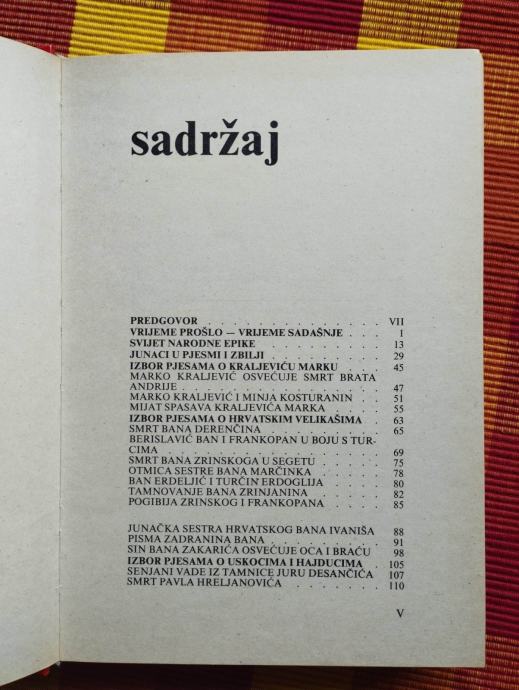 sadržaj
PREDGOVOR . . . . . . . . . . . . . . . VII
VRIJEME PROŠLO — VRIJEME SADAŠNJE . . . 1
SVIJET NARODNE EPIKE . . . . . . . . . . 13
JUNACI U PJESMI I ZBILJI . . . . . . . . . 29
IZBOR PJESAMA O KRALJEVIĆU MARKU . . . 45
MARKO KRALJEVIĆ OSVEĆUJE SMRT BRATA
ANDRIJE . . . . . . . . . . . . . . . . 47
MARKO KRALJEVIĆ I MINJA KOSTURANIN . . 51
MIJAT SPASAVA KRALJEVIĆA MARKA . . . . 55
IZBOR PJESAMA O HRVATSKIM VELIKAŠIMA . 63
SMRT BANA DERENČINA . . . . . . . . . . 65
BERISLAVIĆ BAN I FRANKOPAN U BOJU S TUR-
CIMA . . . . . . . . . . . . . . . . . 69
SMRT BANA ZRINSKOGA U SEGETU . . . . . 75
OTMICA SESTRE BANA MARČINKA . . . . . 78
BAN ERDELJIĆ I TURČIN ERDOGLIJA . . . . 80
TAMNOVANJE BANA ZRINJANINA . . . . . 82
POGIBIJA ZRINSKOG I FRANKOPANA . . . . 85
JUNAČKA SESTRA HRVATSKOG BANA IVANIŠA 88
PISMA ZADRANINA BANA . . . . . . . . . 91
SIN BANA ZAKARIĆA OSVEĆUJE OCA I BRAĆU 98
IZBOR PJESAMA O USKOCIMA I HAJDUCIMA . 105
SENJANI VADE IZ TAMNICE JURU DESANČIĆA 107
SMRT PAVLA HRELJANOVIĆA . . . . . . . 110
V